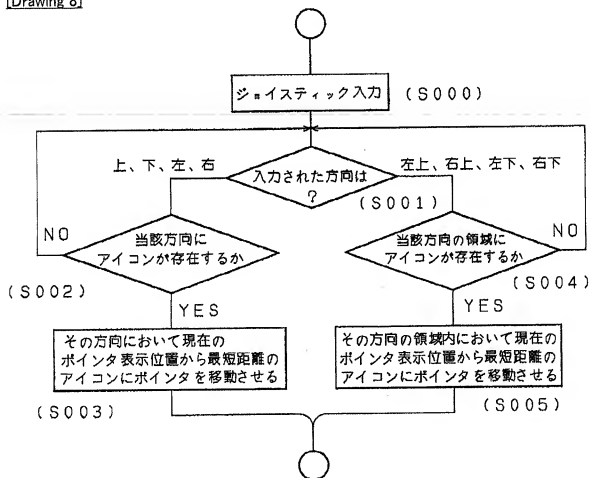 [Drawing 8]
ジョイスティック入力
(S000)
上、下、左、右
入力された方向は
?
左上、右上、左下、右下
(S001)
NO
当該方向に
アイコンが存在するか
(S002)
当該方向の領域に
アイコンが存在するか
NO
(S004)
YES
YES
その方向において現在の
ポインタ表示位置から最短距離の
アイコンにポインタを移動させる
(S003)
その方向の領域内において現在の
ポインタ表示位置から最短距離の
アイコンにポインタを移動させる
(S005)